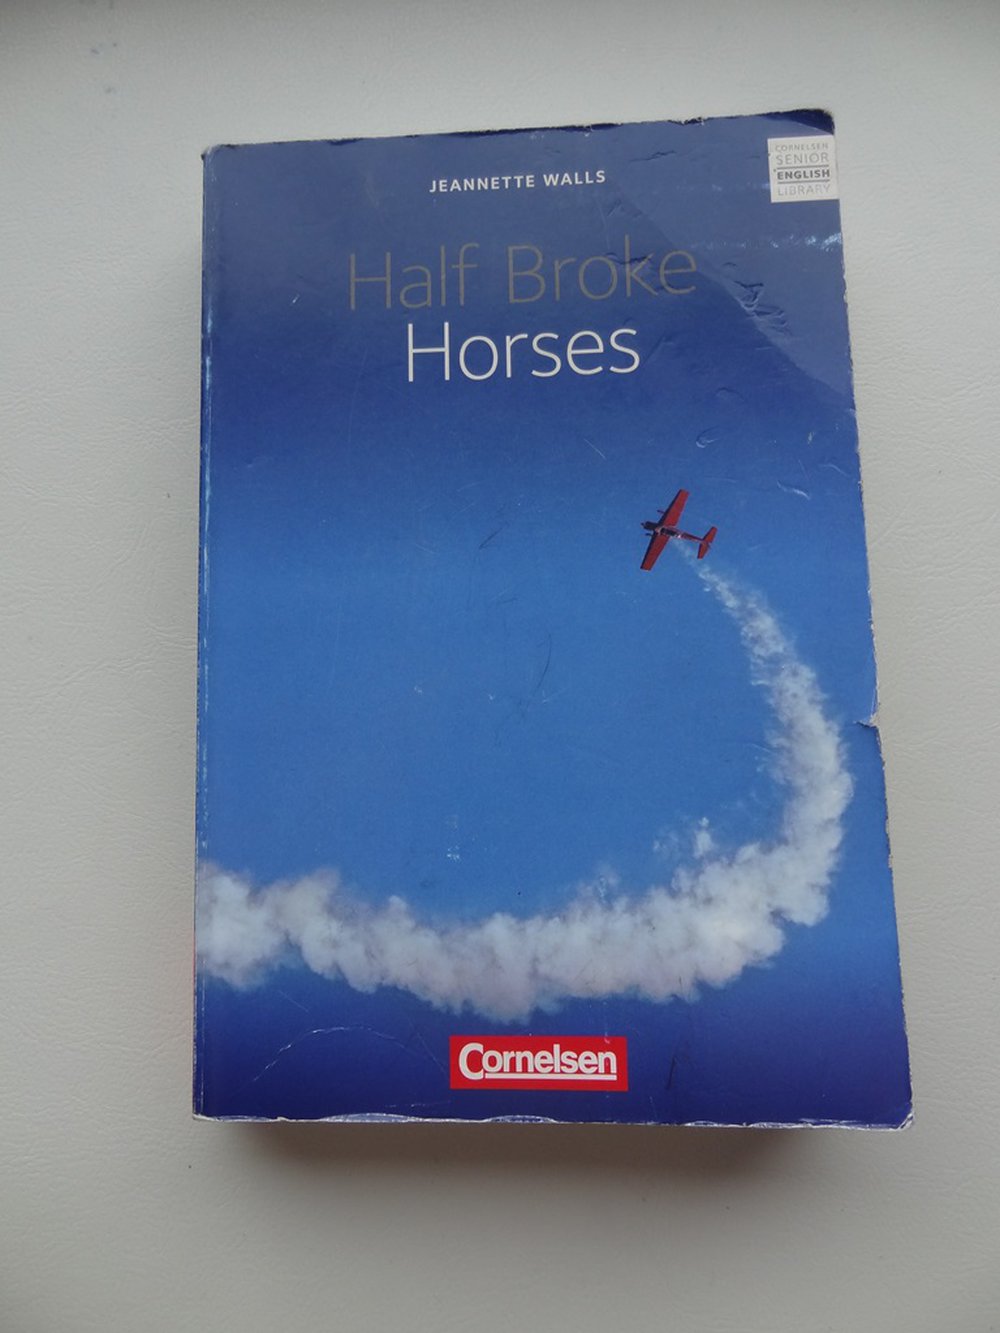 JEANNETTE WALLS
CORNELSEN
SENIOR
ENGLISH
LIBRARY
Half Broke
Horses
Cornelsen